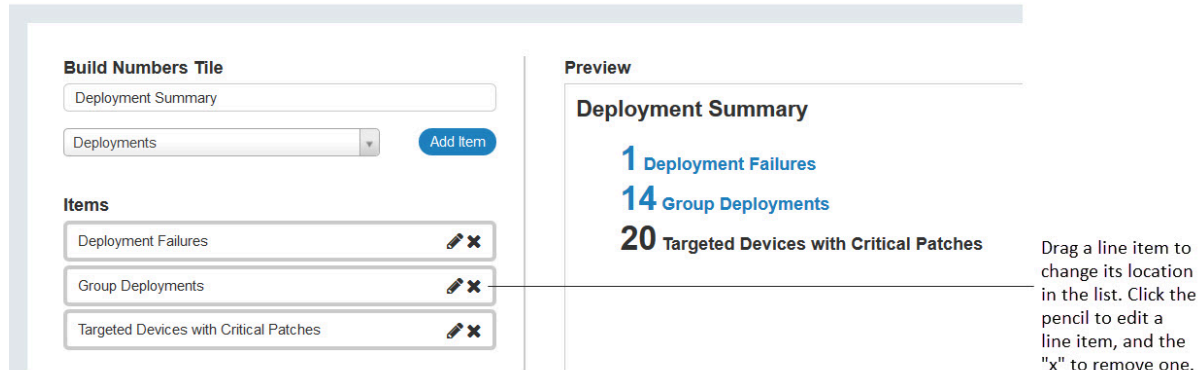 Build Numbers Tile
Deployment Summary
Deployments
Add Item
Items
Deployment Failures
Group Deployments
Targeted Devices with Critical Patches
Preview
Deployment Summary
1 Deployment Failures
14 Group Deployments
20 Targeted Devices with Critical Patches
Drag a line item to
change its location
in the list. Click the
pencil to edit a
line item, and the
"x" to remove one.